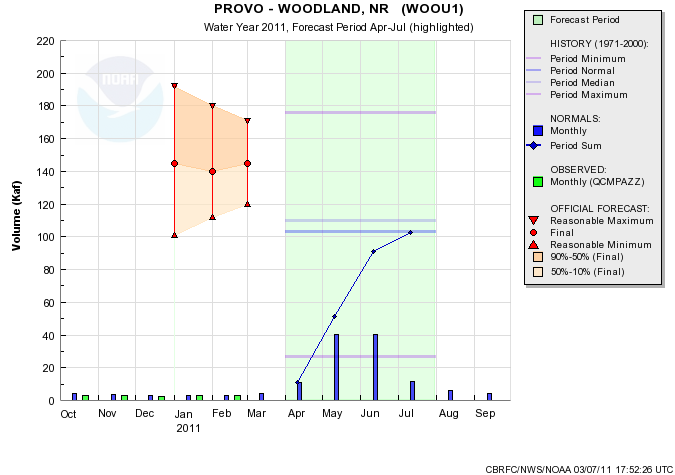 PROVO - WOODLAND, NR (WOOU1)
Water Year 2011, Forecast Period Apr-Jul (highlighted)
Volume (Kaf)
220
200
180
160
140
120
100
80
60
40
20
0
NOAA
Oct Nov Dec Jan Feb Mar Apr May Jun Jul Aug Sep
2011
Forecast Period
HISTORY (1971-2000):
Period Minimum
Period Normal
Period Median
Period Maximum
NORMALS:
Monthly
Period Sum
OBSERVED:
Monthly (QCMPAZZ)
OFFICIAL FORECAST:
Reasonable Maximum
Final
Reasonable Minimum
90%-50% (Final)
50%-10% (Final)
CBRFC/NWS/NOAA 03/07/11 17:52:26 UTC